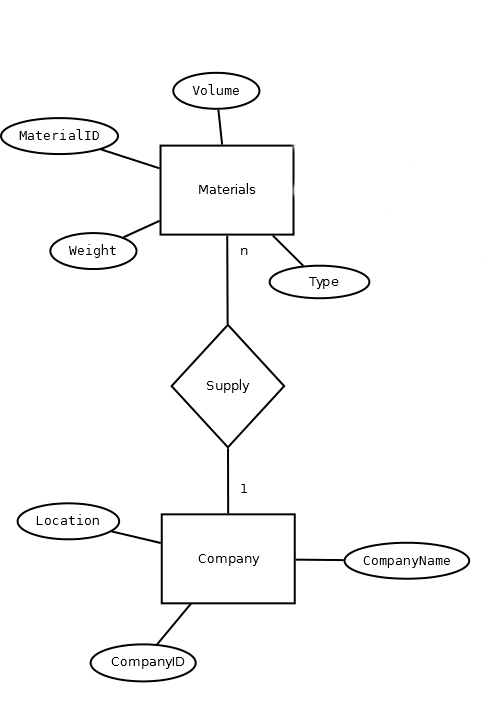 Volume
MaterialID
Materials
Weight
n
Type
Supply
1
Location
Company
CompanyName
CompanyID